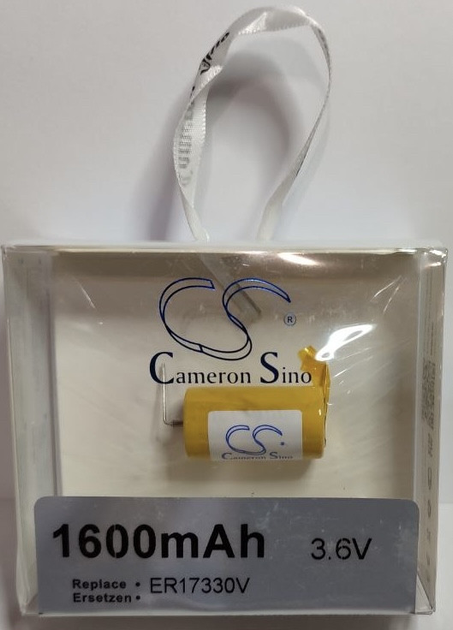 CS
®
Cameron Sino
CS
Cameron Sino
1600mAh 3.6V
Replace • ER17330V
Ersetzen •